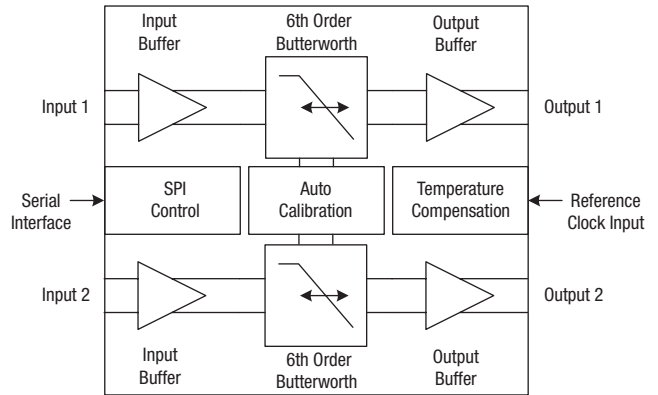 Input
Buffer
6th Order
Butterworth
Output
Buffer
Input 1
Output 1
Serial
Interface
SPI
Control
Auto
Calibration
Temperature
Compensation
Reference
Clock Input
Input 2
Output 2
Input
Buffer
6th Order
Butterworth
Output
Buffer